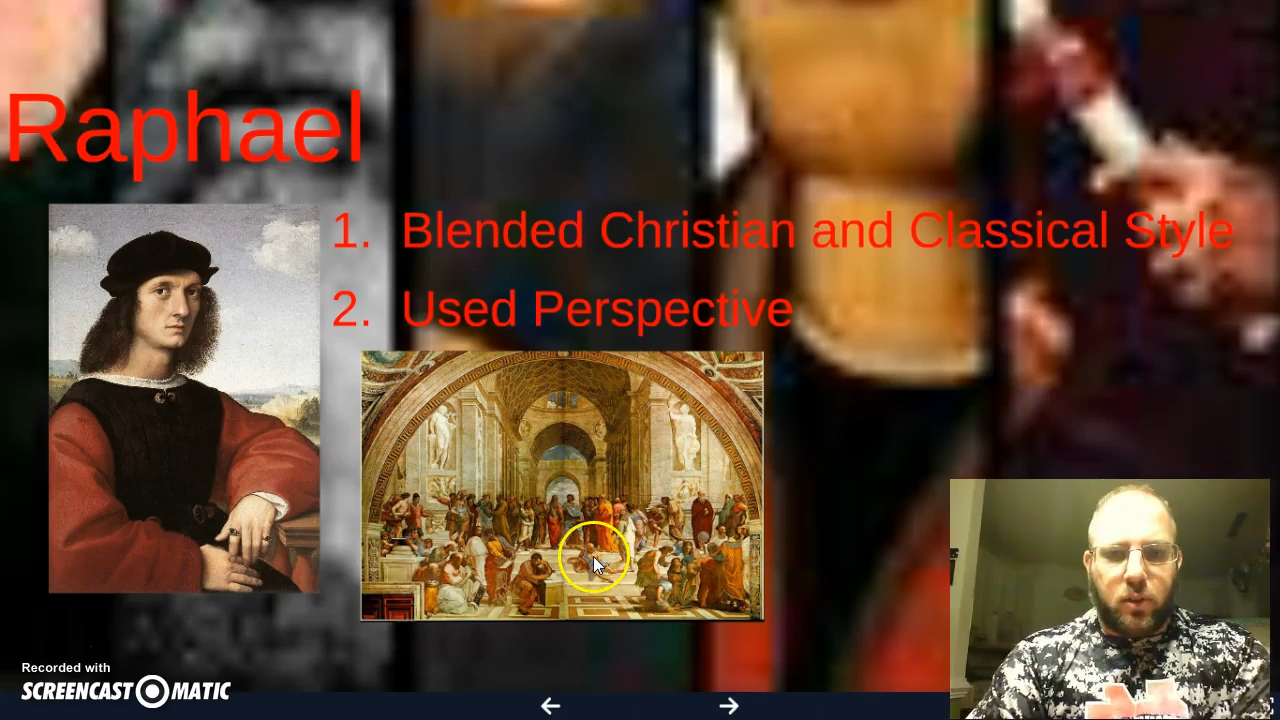 Raphael
1. Blended Christian and Classical Style
2. Used Perspective
Recorded with
SCREENCAST-O-MATIC